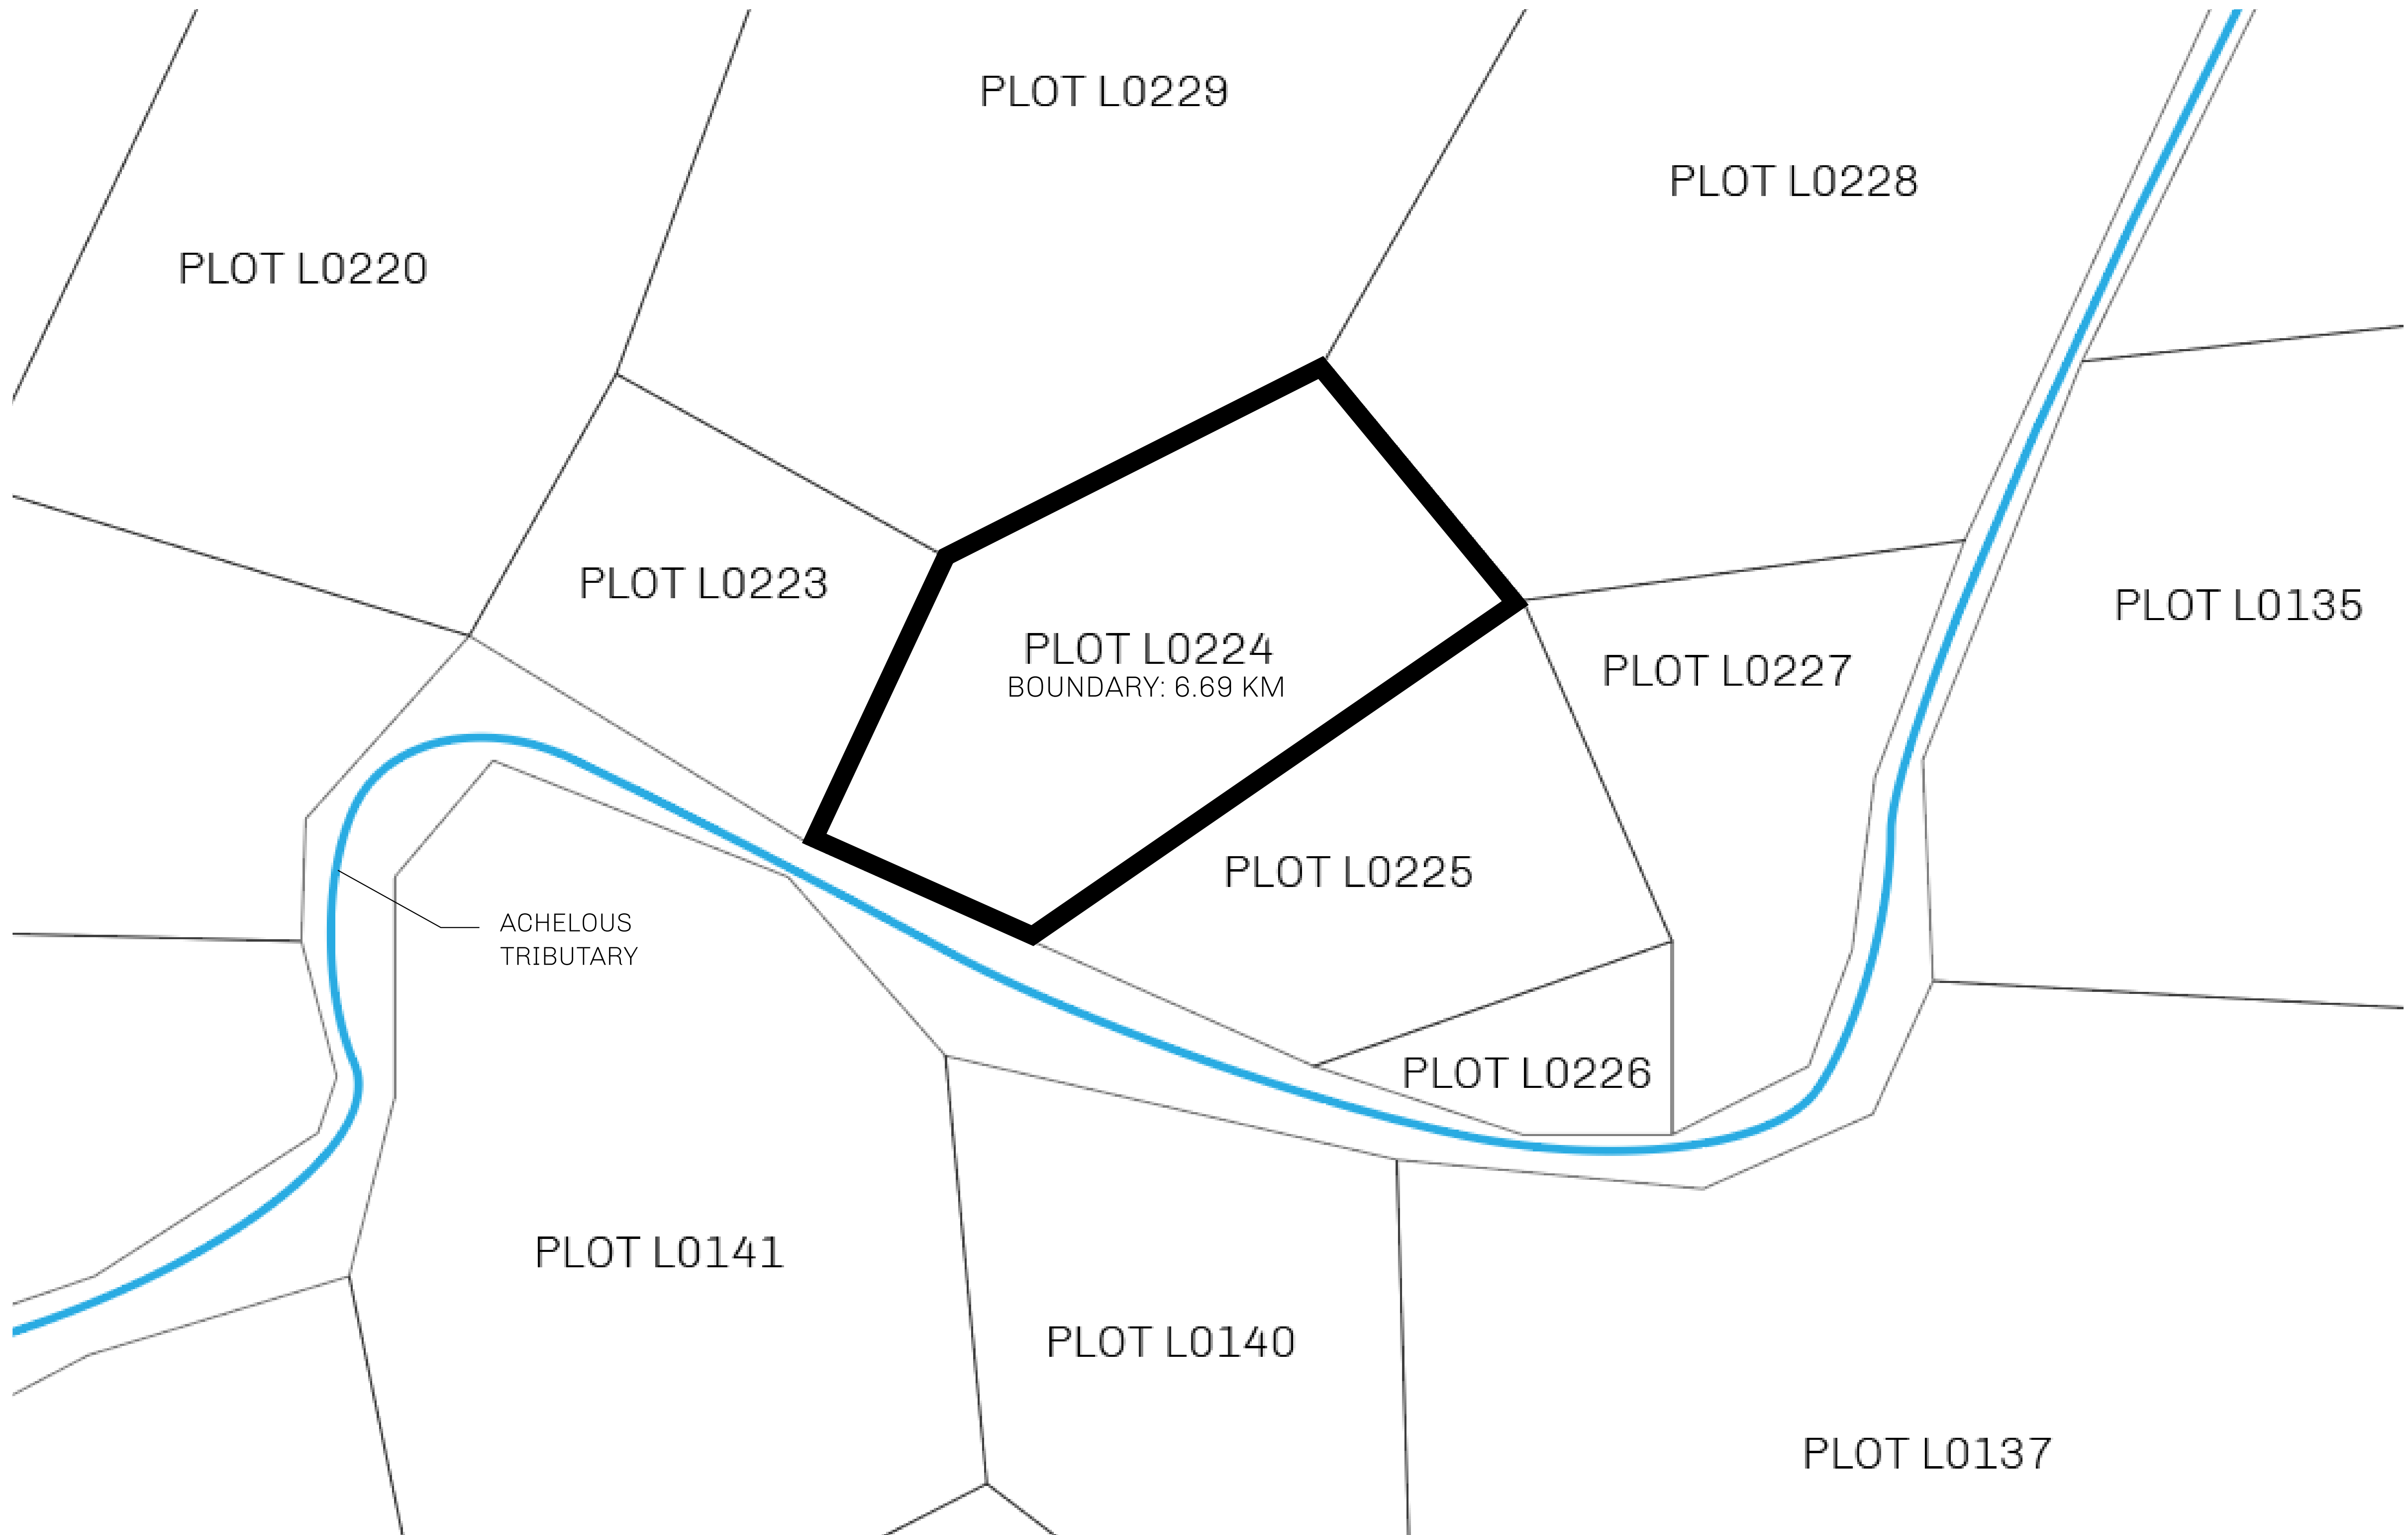 PLOT L0229
PLOT L0228
PLOT L0220
PLOT L0223
PLOT L0135
PLOT L0224
BOUNDARY: 6.69 KM
PLOT L0227
PLOT L0225
ACHELOUS
TRIBUTARY
PLOT L0226
PLOT L0141
PLOT L0140
PLOT L0137